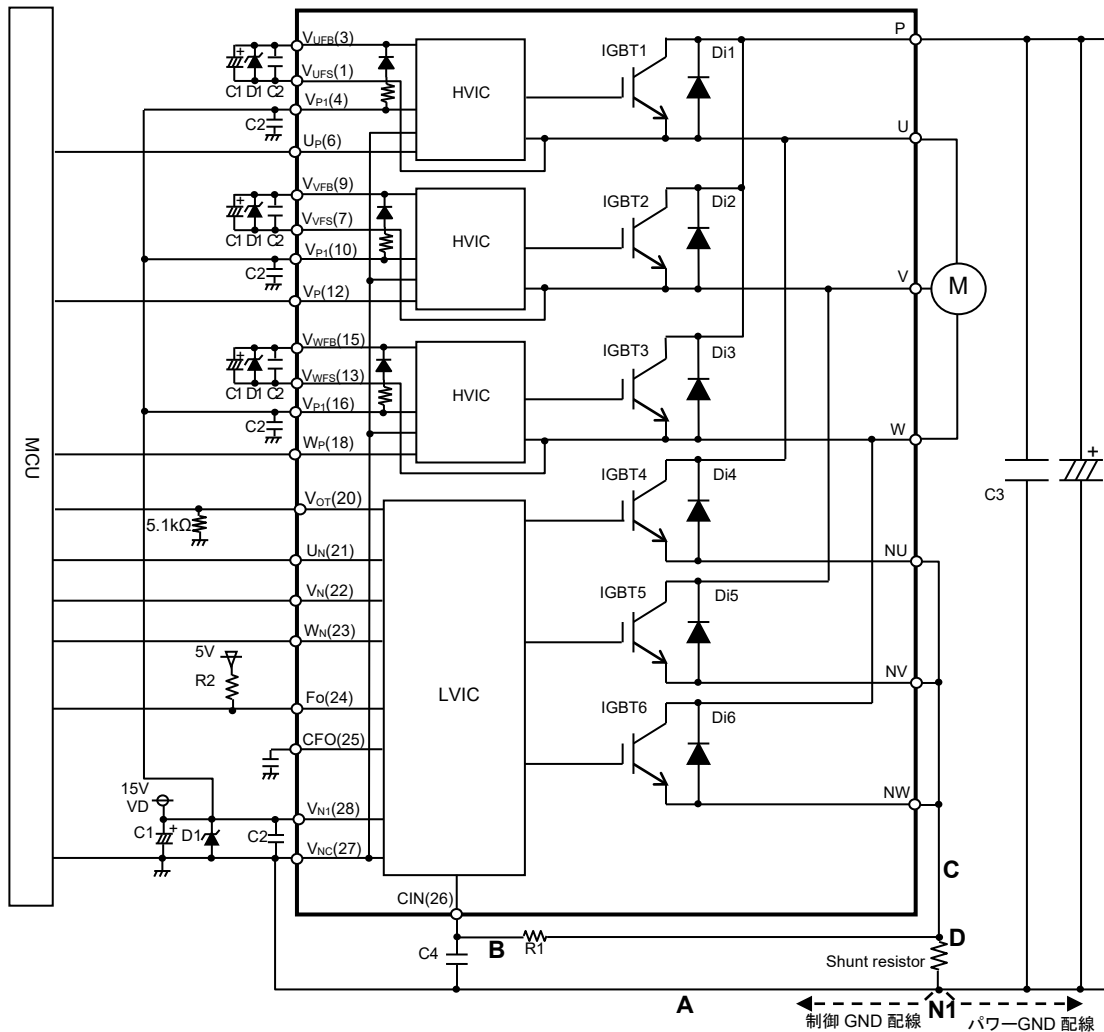 P
IGBT1
Di1
VUFB(3)
C1 D1 C2
VUFS(1)
HVIC
VP1(4)
C2
U
UP(6)
VVFB(9)
IGBT2
Di2
C1 D1 C2
VVFS(7)
HVIC
VP1(10)
C2
V
M
VP(12)
VWFB(15)
IGBT3
Di3
C1 D1 C2
VWFS(13)
HVIC
VP1(16)
C2
W
WP(18)
MCU
IGBT4
Di4
+
C3
VOT(20)
5.1kΩ
UN(21)
NU
VN(22)
IGBT5
Di5
WN(23)
5V
R2
LVIC
NV
Fo(24)
IGBT6
Di6
CFO(25)
15V
VD
NW
VN1(28)
C1 + D1 C2
VNC(27)
C
CIN(26)
B
R1
D
C4
Shunt resistor
A
N1
制御 GND 配線
パワーGND 配線